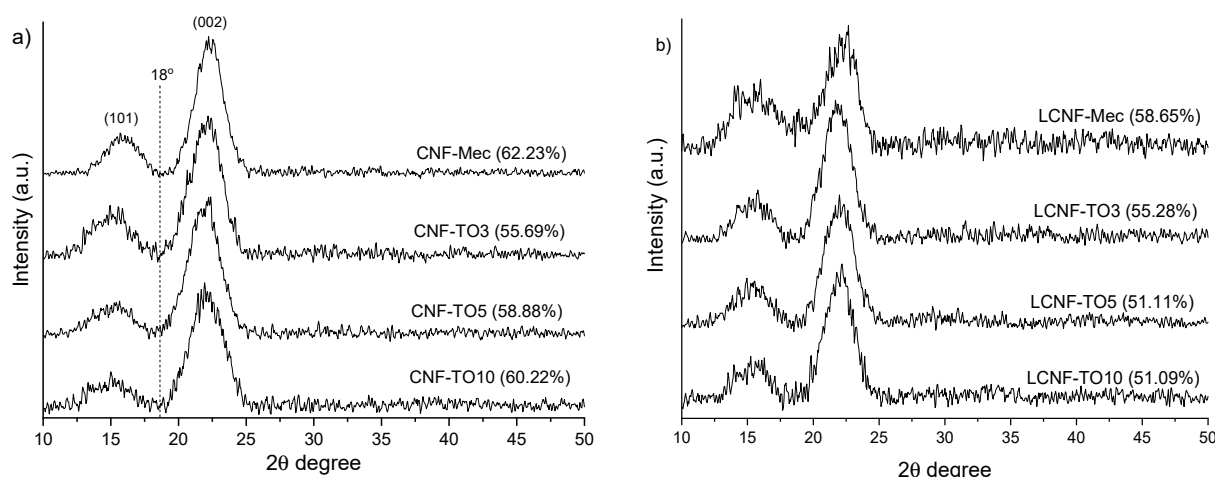 a)
(002)
18º
(101)
CNF-Mec (62.23%)
CNF-TO3 (55.69%)
CNF-TO5 (58.88%)
CNF-TO10 (60.22%)
Intensity (a.u.)
10 15 20 25 30 35 40 45 50
2θ degree
b)
LCNF-Mec (58.65%)
LCNF-TO3 (55.28%)
LCNF-TO5 (51.11%)
LCNF-TO10 (51.09%)
Intensity (a.u.)
10 15 20 25 30 35 40 45 50
2θ degree